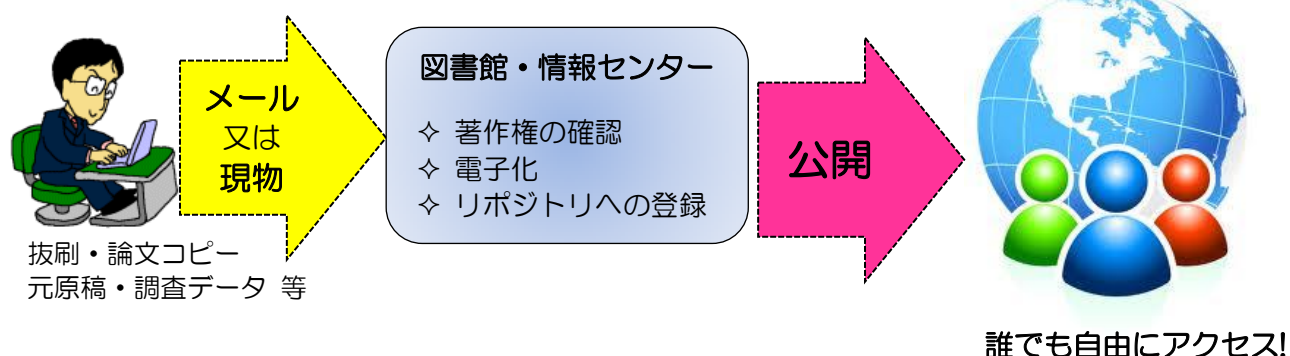 メール
又は
現物
抜刷・論文コピー
元原稿・調査データ 等
図書館・情報センター
✧ 著作権の確認
✧ 電子化
✧ リポジトリへの登録
公開
誰でも自由にアクセス!